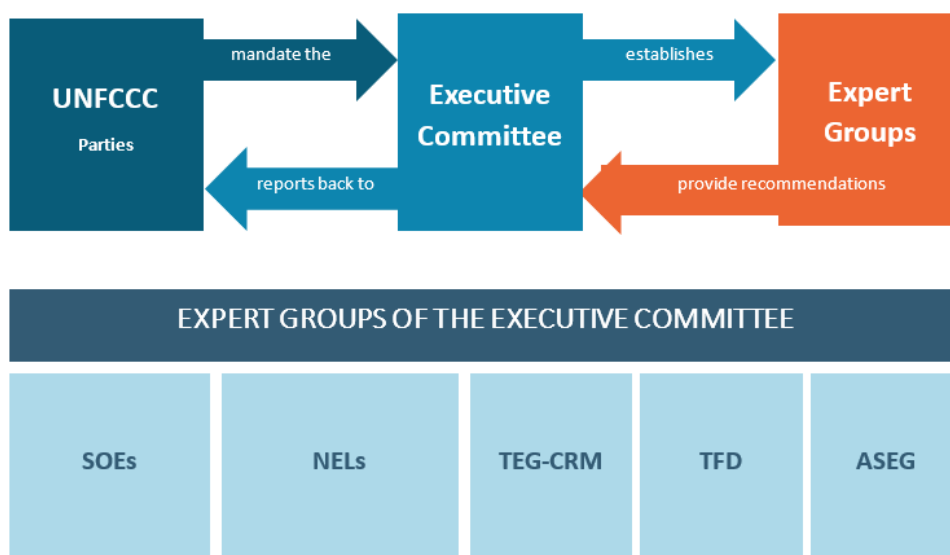 mandate the
establishes
UNFCCC
Parties
Executive
Committee
Expert
Groups
reports back to
provide recommendations
EXPERT GROUPS OF THE EXECUTIVE COMMITTEE
SOEs
NELs
TEG-CRM
TFD
ASEG